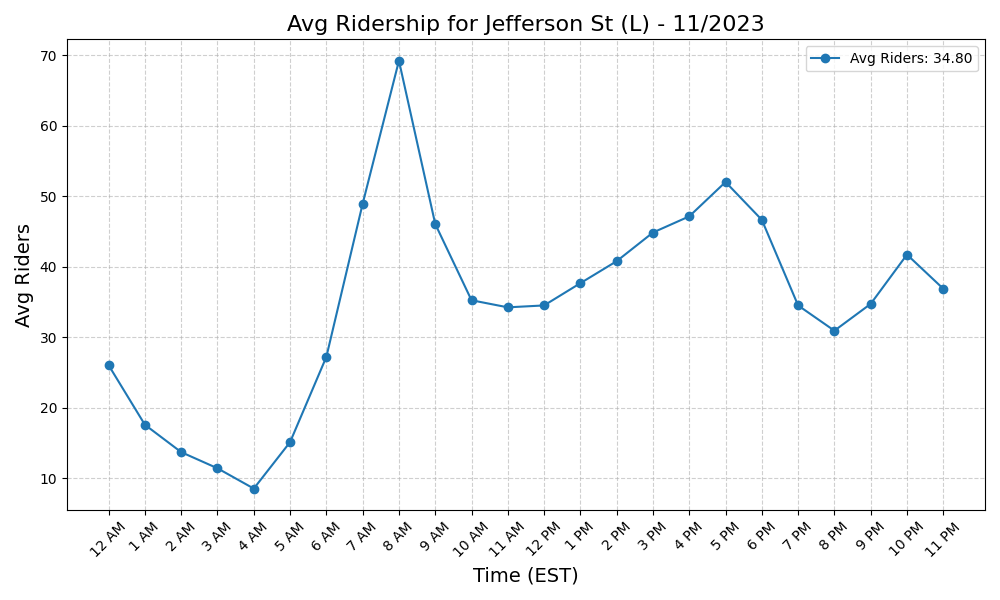 Avg Ridership for Jefferson St (L) - 11/2023
Avg Riders: 34.80
Avg Riders
70
60
50
40
30
20
10
12 AM
1 AM
2 AM
3 AM
4 AM
5 AM
6 AM
7 AM
8 AM
9 AM
10 AM
11 AM
12 PM
1 PM
2 PM
3 PM
4 PM
5 PM
6 PM
7 PM
8 PM
9 PM
10 PM
11 PM
Time (EST)